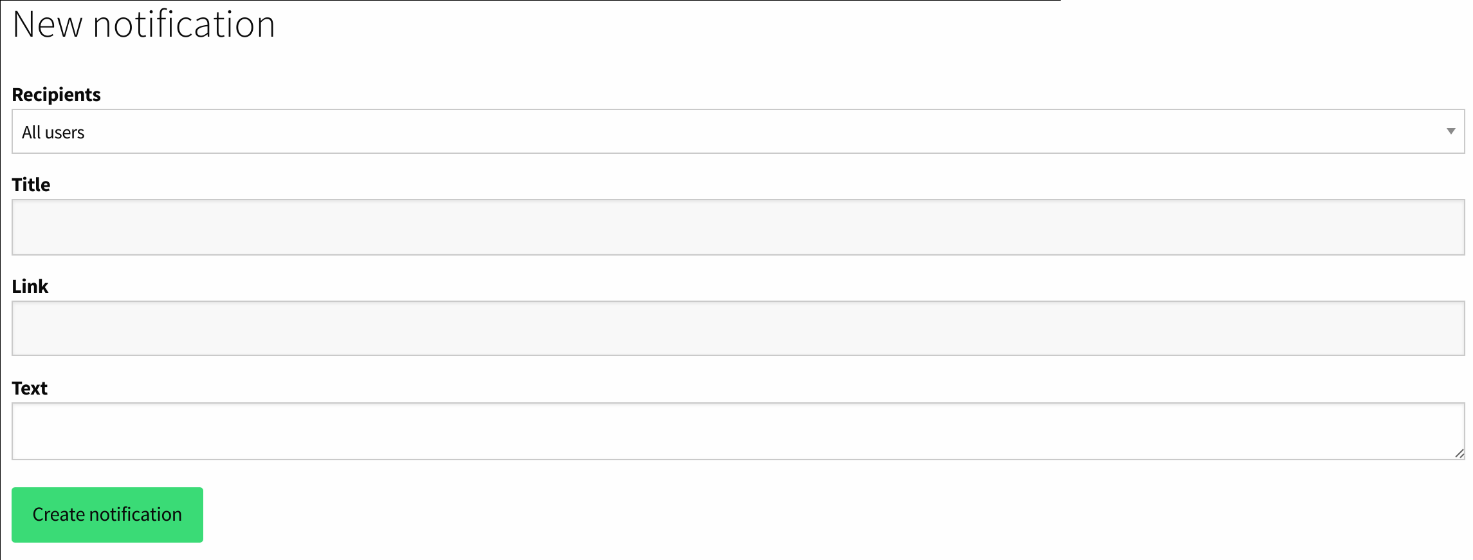 New notification
Recipients
All users
Title
Link
Text
Create notification